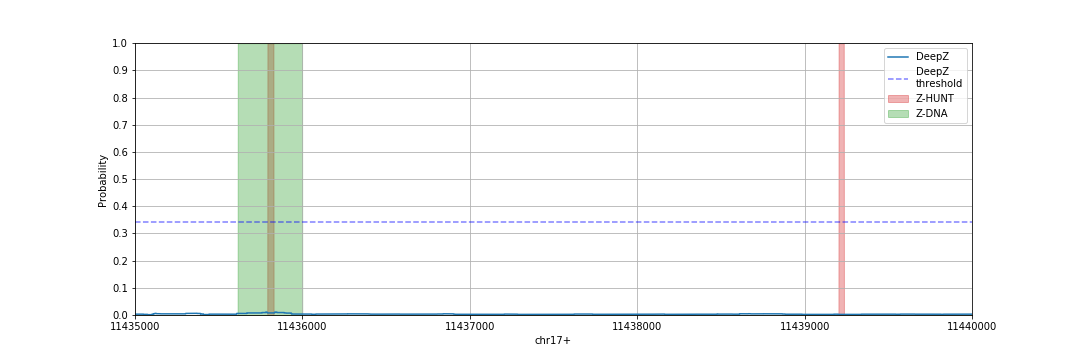 1.0
0.9
0.8
0.7
0.6
0.5
0.4
0.3
0.2
0.1
0.0
Probability
11435000
11436000
11437000
11438000
11439000
11440000
chr17+
DeepZ
DeepZ
threshold
Z-HUNT
Z-DNA